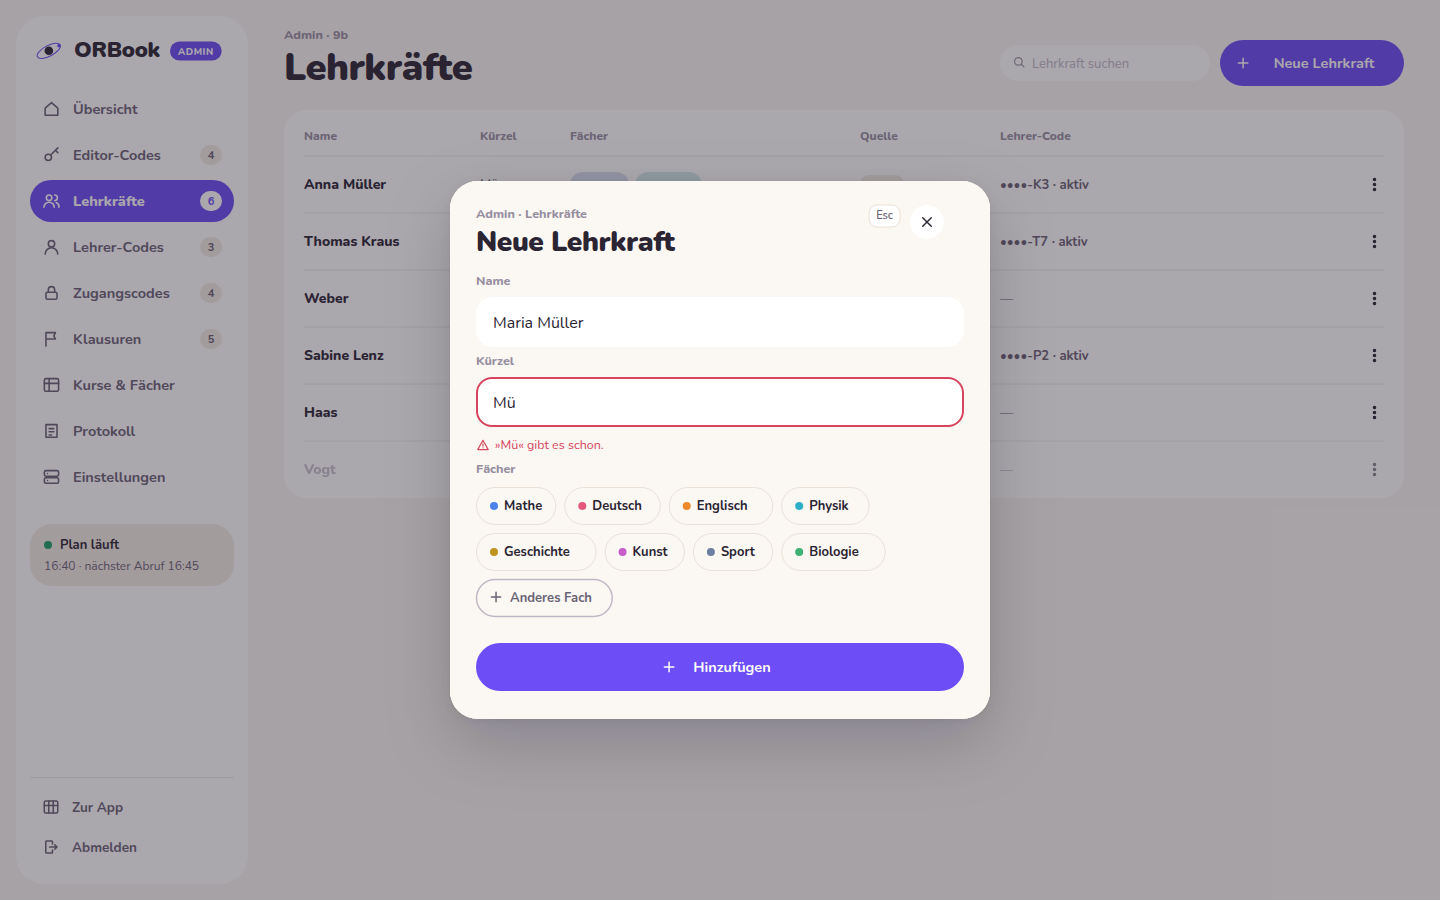 ORBook ADMIN
Übersicht
Editor-Codes 4
Lehrkräfte 6
Lehrer-Codes 3
Zugangscodes 4
Klausuren 5
Kurse & Fächer
Protokoll
Einstellungen
Plan läuft
16:40 · nächster Abruf 16:45
Zur App
Abmelden
Admin · 9b
Lehrkräfte
Lehrkraft suchen
Neue Lehrkraft
Name Kürzel Fächer Quelle Lehrer-Code
Anna Müller ••••-K3 · aktiv
Thomas Kraus ••••-T7 · aktiv
Weber —
Sabine Lenz ••••-P2 · aktiv
Haas —
Vogt —
Admin · Lehrkräfte
Esc
Neue Lehrkraft
Name
Maria Müller
Kürzel
Mü
»Mü« gibt es schon.
Fächer
Mathe Deutsch Englisch Physik
Geschichte Kunst Sport Biologie
Anderes Fach
Hinzufügen